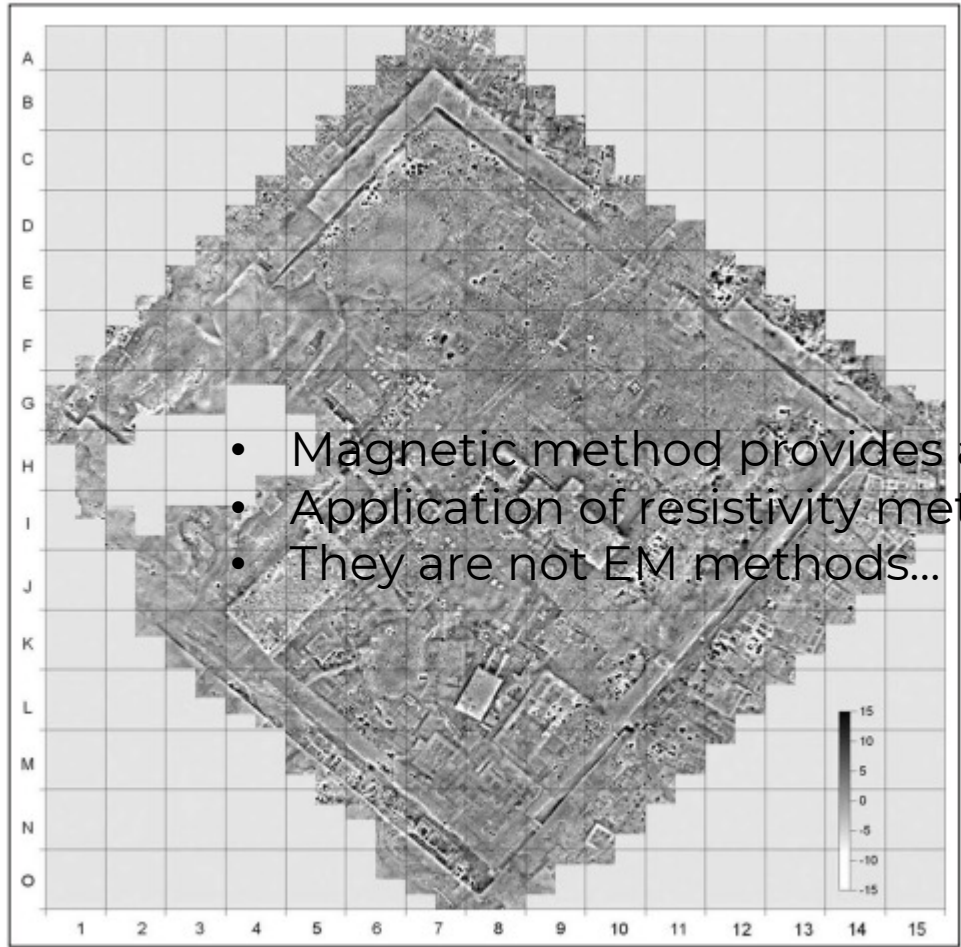 A
B
C
D
E
F
G
H
I
J
K
L
M
N
O
• Magnetic method provides
• Application of resistivity
• They are not EM methods...
15
10
5
0
-5
-10
-15
1 2 3 4 5 6 7 8 9 10 11 12 13 14 15